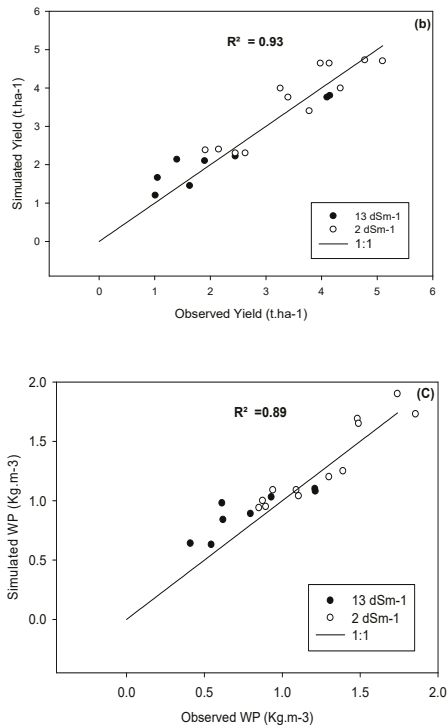 (b)
R² = 0.93
6
5
4
3
2
1
0
Simulated Yield (t.ha-1)
13 dSm-1
2 dSm-1
1:1
0 1 2 3 4 5 6
Observed Yield (t.ha-1)
(C)
R² =0.89
2.0
1.5
1.0
0.5
0.0
Simulated WP (Kg.m-3)
13 dSm-1
2 dSm-1
1:1
0.0 0.5 1.0 1.5 2.0
Observed WP (Kg.m-3)